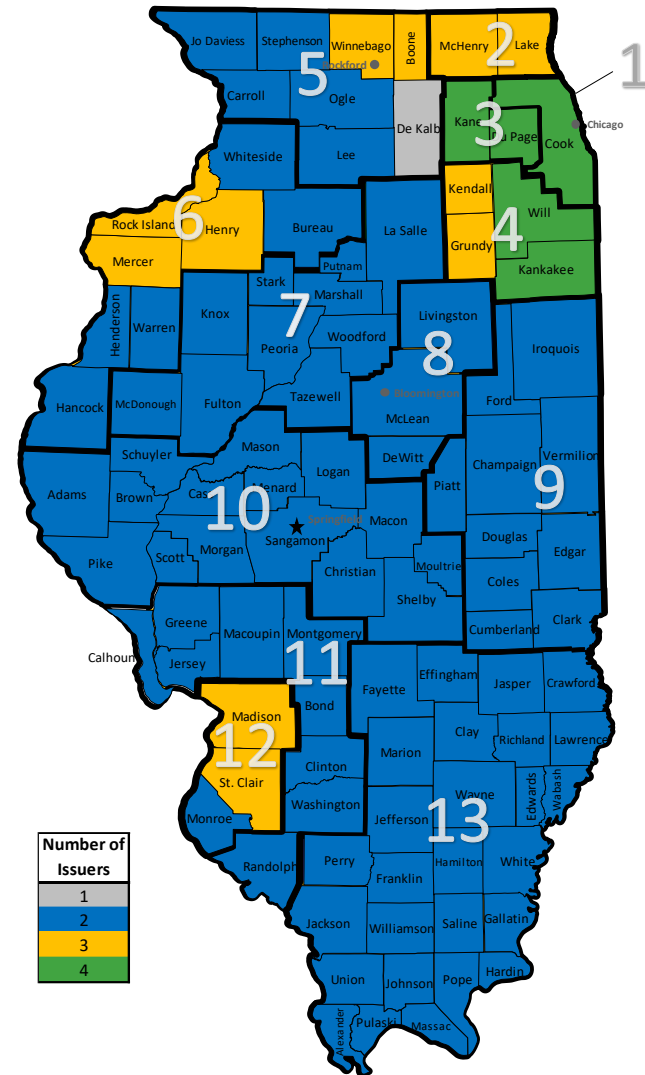 Jo Daviess
Stephenson
Winnebago
Boone
McHenry
Lake
2
1
5
Rockford
Carroll
Ogle
De Kalb
Kane
3
Du Page
Cook
Chicago
Whiteside
Lee
Kendall
Will
Rock Island
6
Henry
Bureau
La Salle
Grundy
4
Mercer
Putnam
Kankakee
Stark
Marshall
Henderson
Warren
Knox
7
Livingston
Woodford
8
Iroquois
Peoria
Bloomington
Ford
Hancock
McDonough
Fulton
Tazewell
McLean
Schuyler
Mason
DeWitt
Logan
Champaign
Vermilion
Adams
Brown
Cass
Menard
Piatt
9
10
Springfield
Macon
Sangamon
Douglas
Edgar
Pike
Scott
Morgan
Christian
Moultrie
Coles
Shelby
Greene
Macoupin
Montgomery
Cumberland
Clark
Calhoun
Jersey
11
Effingham
Jasper
Crawford
Fayette
Madison
Bond
12
Clay
Richland
Lawrence
Marion
St. Clair
Clinton
Wayne
Edwards
Wabash
Monroe
Washington
Jefferson
13
Number of
Issuers
1
2
3
4
Randolph
Perry
Hamilton
White
Franklin
Jackson
Williamson
Saline
Gallatin
Union
Johnson
Pope
Hardin
Alexander
Pulaski
Massac